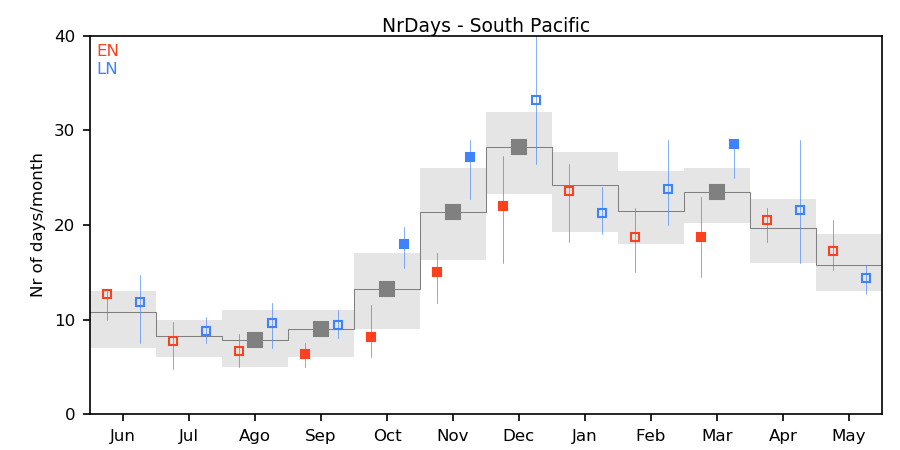 NrDays - South Pacific
EN
LN
Nr of days/month
40
30
20
10
0
Jun Jul Ago Sep Oct Nov Dec Jan Feb Mar Apr May